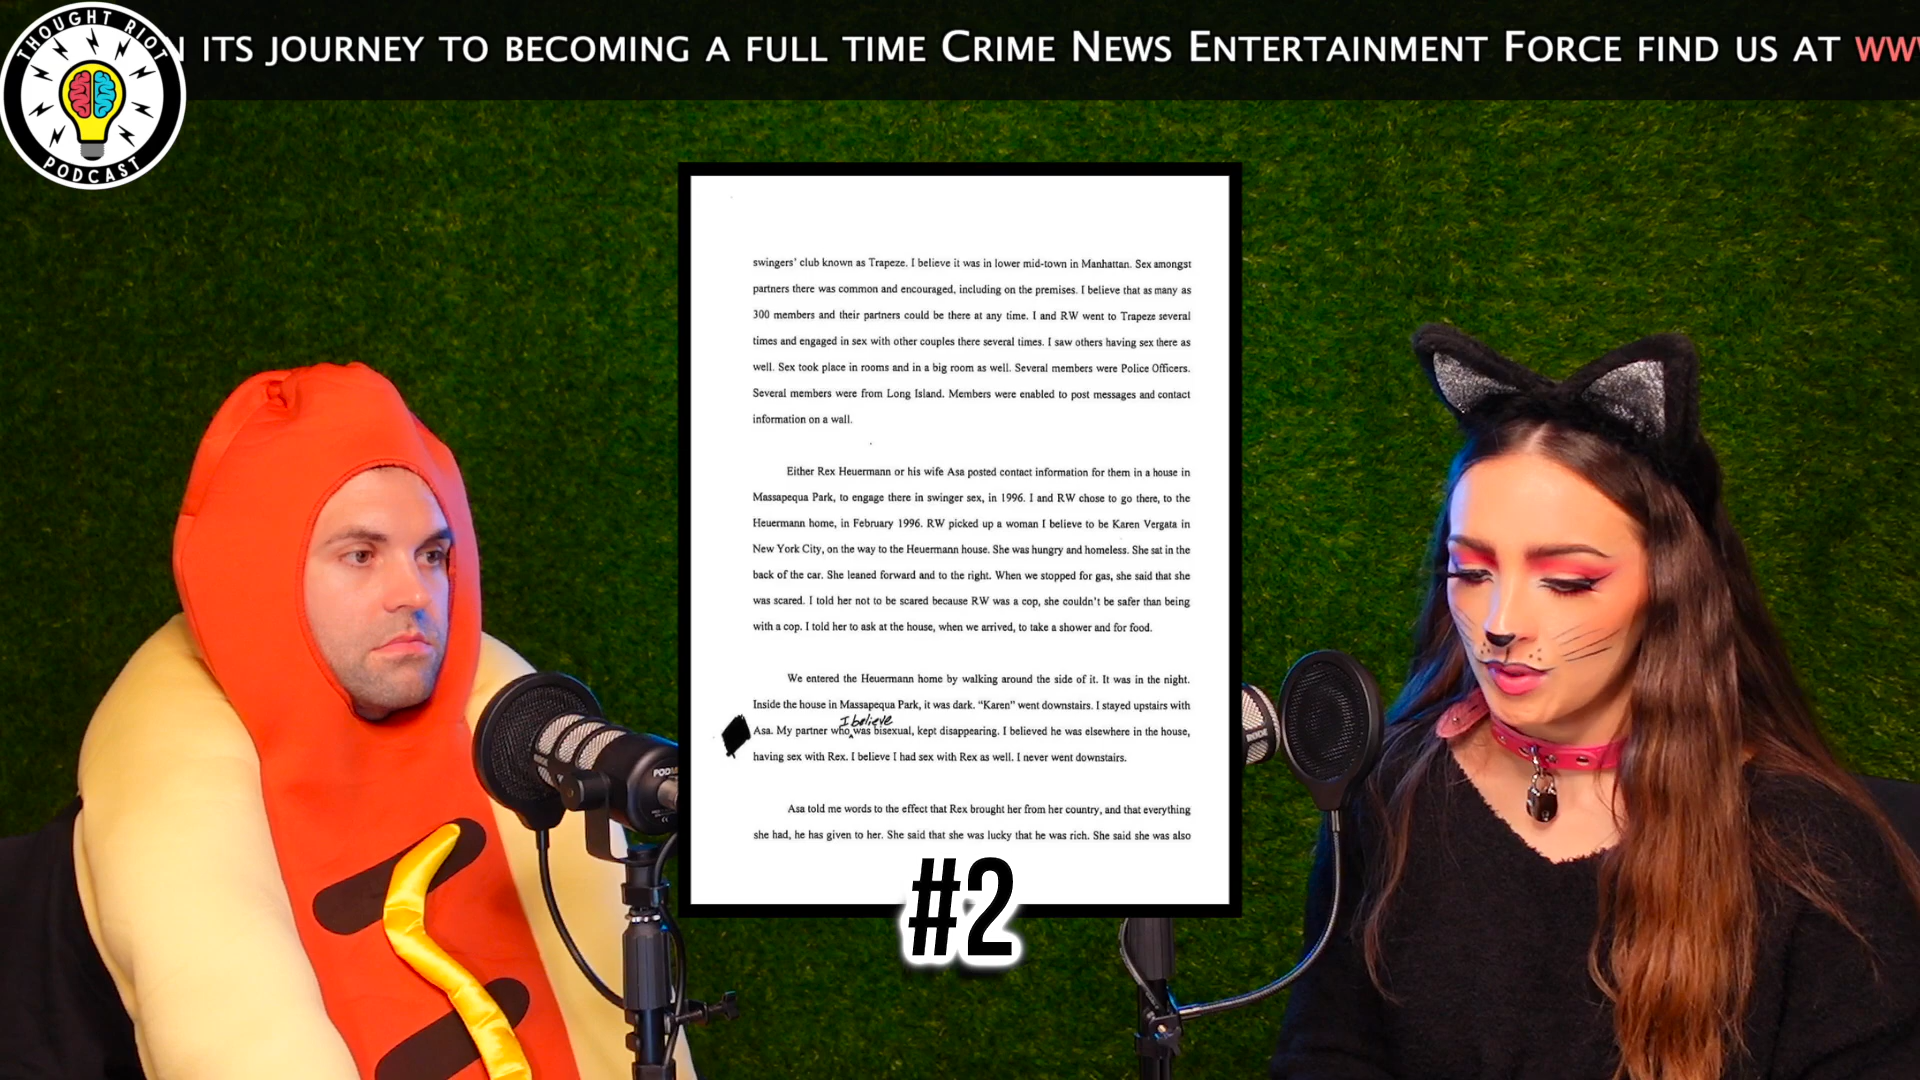 THOUGHT RIOT
PODCAST
N ITS JOURNEY TO BECOMING A FULL TIME CRIME NEWS ENTERTAINMENT FORCE FIND US AT WW
swingers' club known as Trapeze. I believe it was in lower mid-town in Manhattan. Sex amongst
partners there was common and encouraged, including on the premises. I believe that as many as
300 members and their partners could be there at any time. I and RW went to Trapeze several
times and engaged in sex with other couples there several times. I saw others having sex there as
well. Sex took place in rooms and in a big room as well. Several members were Police Officers.
Several members were from Long Island. Members were enabled to post messages and contact
information on a wall.
Either Rex Heuermann or his wife Asa posted contact information for them in a house in
Massapequa Park, to engage there in swinger sex, in 1996. I and RW chose to go there, to the
Heuermann home, in February 1996. RW picked up a woman I believe to be Karen Vergata in
New York City, on the way to the Heuermann house. She was hungry and homeless. She sat in the
back of the car. She leaned forward and to the right. When we stopped for gas, she said that she
was scared. I told her not to be scared because RW was a cop, she couldn't be safer than being
with a cop. I told her to ask at the house, when we arrived, to take a shower and for food.
We entered the Heuermann home by walking around the side of it. It was in the night.
Inside the house in Massapequa Park, it was dark. "Karen" went downstairs. I stayed upstairs with
I believe
Asa. My partner who was bisexual, kept disappearing. I believed he was elsewhere in the house,
having sex with Rex. I believe I had sex with Rex as well. I never went downstairs.
Asa told me words to the effect that Rex brought her from her country, and that everything
she had, he has given to her. She said that she was lucky that he was rich. She said she was also
#2
PODM
RODE